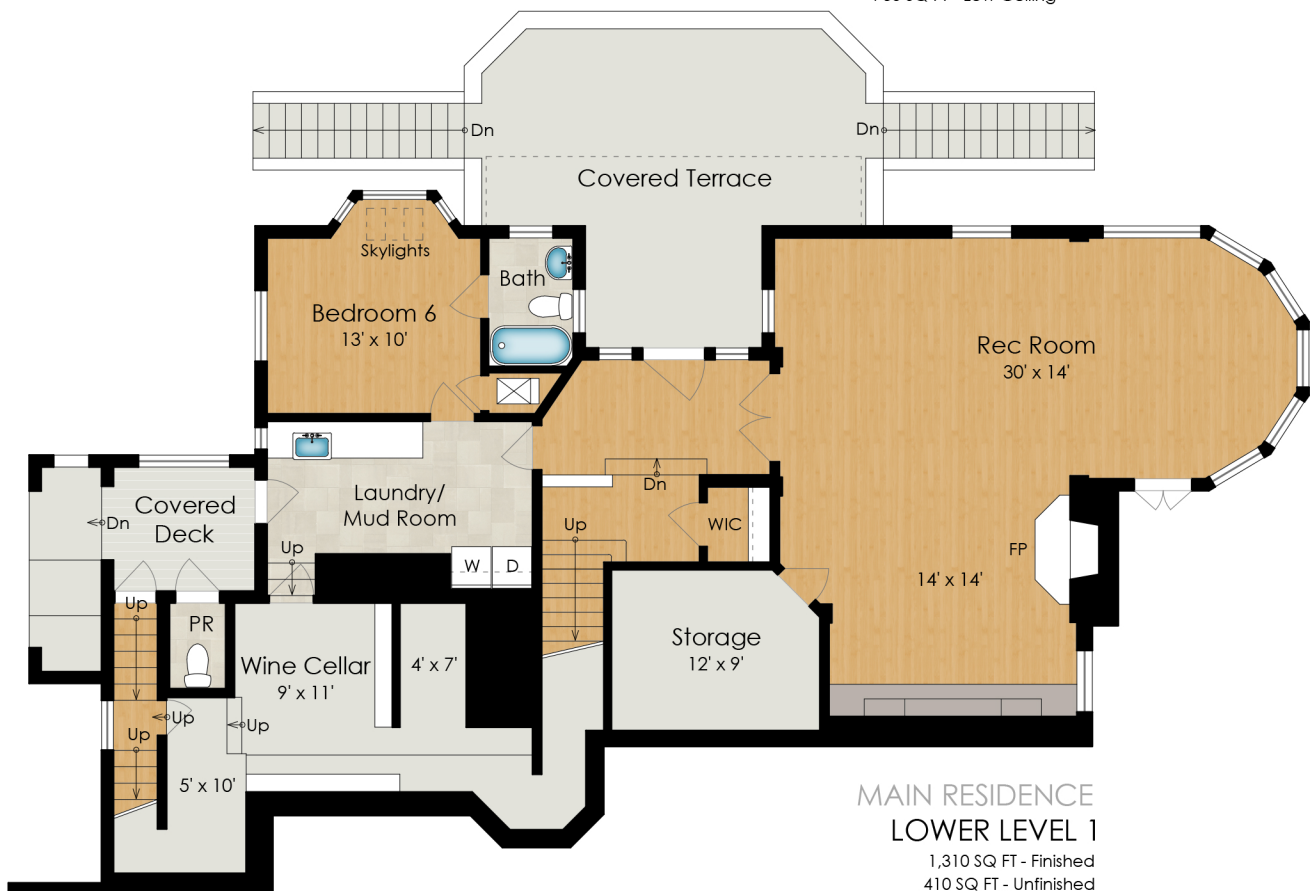 Dn
Dn
Covered Terrace
Skylights
Bath
Bedroom 6
13' x 10'
Rec Room
30' x 14'
Laundry/
Mud Room
Covered
Deck
Dn
Dn
WIC
Up
Up
W
D
FP
14' x 14'
Up
PR
Storage
12' x 9'
Wine Cellar
9' x 11'
4' x 7'
Up
Up
Up
5' x 10'
MAIN RESIDENCE
LOWER LEVEL 1
1,310 SQ FT - Finished
410 SQ FT - Unfinished